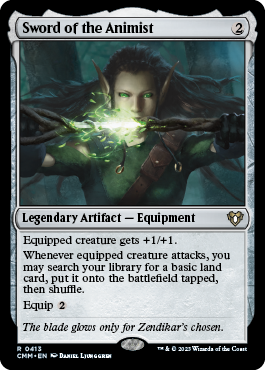 Sword of the Animist 2
Legendary Artifact — Equipment
Equipped creature gets +1/+1.
Whenever equipped creature attacks, you
may search your library for a basic land
card, put it onto the battlefield tapped,
then shuffle.
Equip 2
The blade glows only for Zendikar's chosen.
R 0413
CMM • EN Daniel Ljunggren
™ & © 2023 Wizards of the Coast